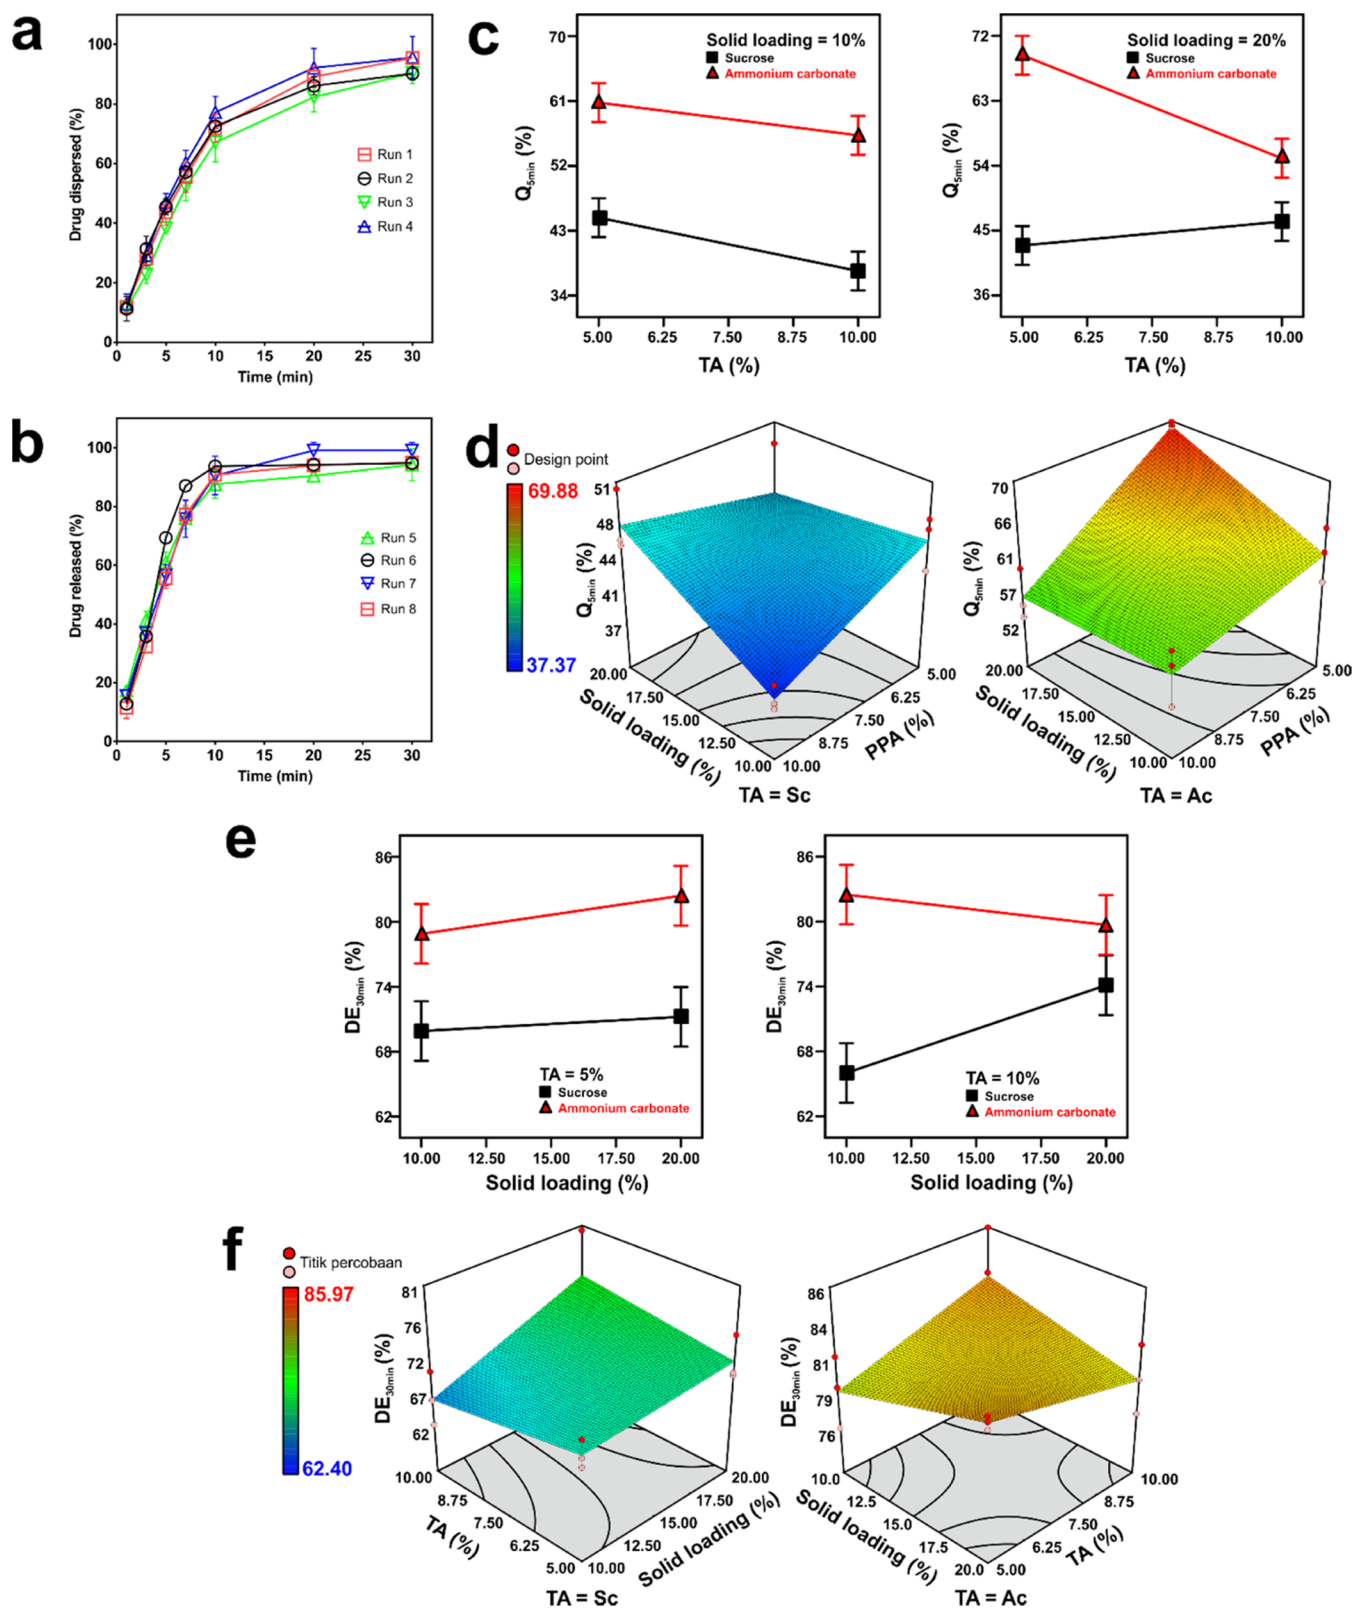 a
Drug dispersed (%)
100
80
60
40
20
0
Run 1
Run 2
Run 3
Run 4
0 5 10 15 20 25 30
Time (min)
b
Drug released (%)
100
80
60
40
20
0
Run 5
Run 6
Run 7
Run 8
0 5 10 15 20 25 30
Time (min)
c
Q5min (%)
70
61
52
43
34
Solid loading = 10%
Sucrose
Ammonium carbonate
5.00 6.25 7.50 8.75 10.00
TA (%)
Q5min (%)
72
63
54
45
36
Solid loading = 20%
Sucrose
Ammonium carbonate
5.00 6.25 7.50 8.75 10.00
TA (%)
d
Design point
69.88
37.37
Q5min (%)
51
48
44
41
37
20.00
17.50
15.00
12.50
10.00
Solid loading (%)
5.00
6.25
7.50
8.75
10.00
PPA (%)
TA = Sc
Q5min (%)
70
66
61
57
52
20.00
17.50
15.00
12.50
10.00
Solid loading (%)
5.00
6.25
7.50
8.75
10.00
PPA (%)
TA = Ac
e
DE30min (%)
86
80
74
68
62
TA = 5%
Sucrose
Ammonium carbonate
10.00 12.50 15.00 17.50 20.00
Solid loading (%)
DE30min (%)
86
80
74
68
62
TA = 10%
Sucrose
Ammonium carbonate
10.00 12.50 15.00 17.50 20.00
Solid loading (%)
f
Titik percobaan
85.97
62.40
DE30min (%)
81
76
72
67
62
10.00
8.75
7.50
6.25
5.00
TA (%)
20.00
17.50
15.00
12.50
10.00
Solid loading (%)
TA = Sc
DE30min (%)
86
84
81
79
76
10.0
12.5
15.0
17.5
20.0
Solid loading (%)
10.00
8.75
7.50
6.25
5.00
TA (%)
TA = Ac